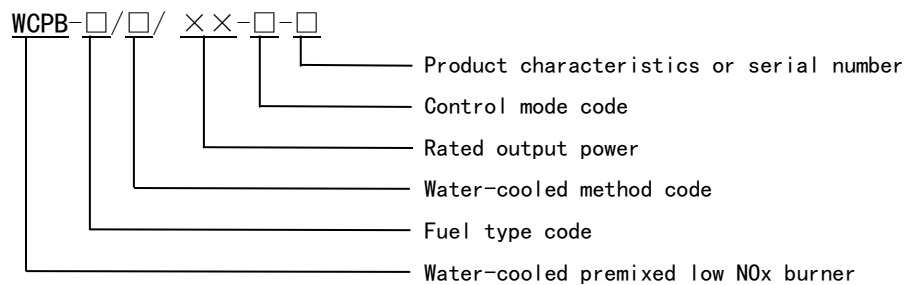 WCPB-□/□/ ××-□-□
Product characteristics or serial number
Control mode code
Rated output power
Water-cooled method code
Fuel type code
Water-cooled premixed low NOx burner